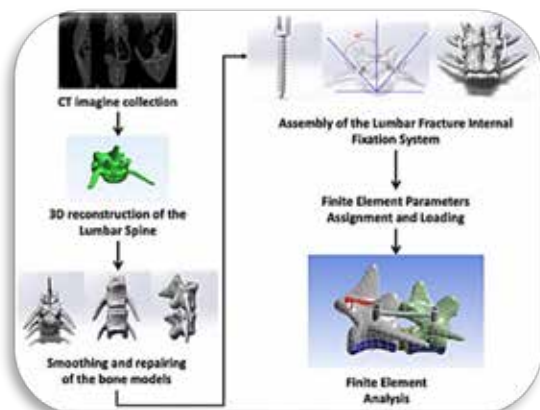 CT imagine collection
3D reconstruction of the
Lumbar Spine
Smoothing and repairing
of the bone models
Assembly of the Lumbar Fracture Internal
Fixation System
Finite Element Parameters
Assignment and Loading
Finite Element
Analysis